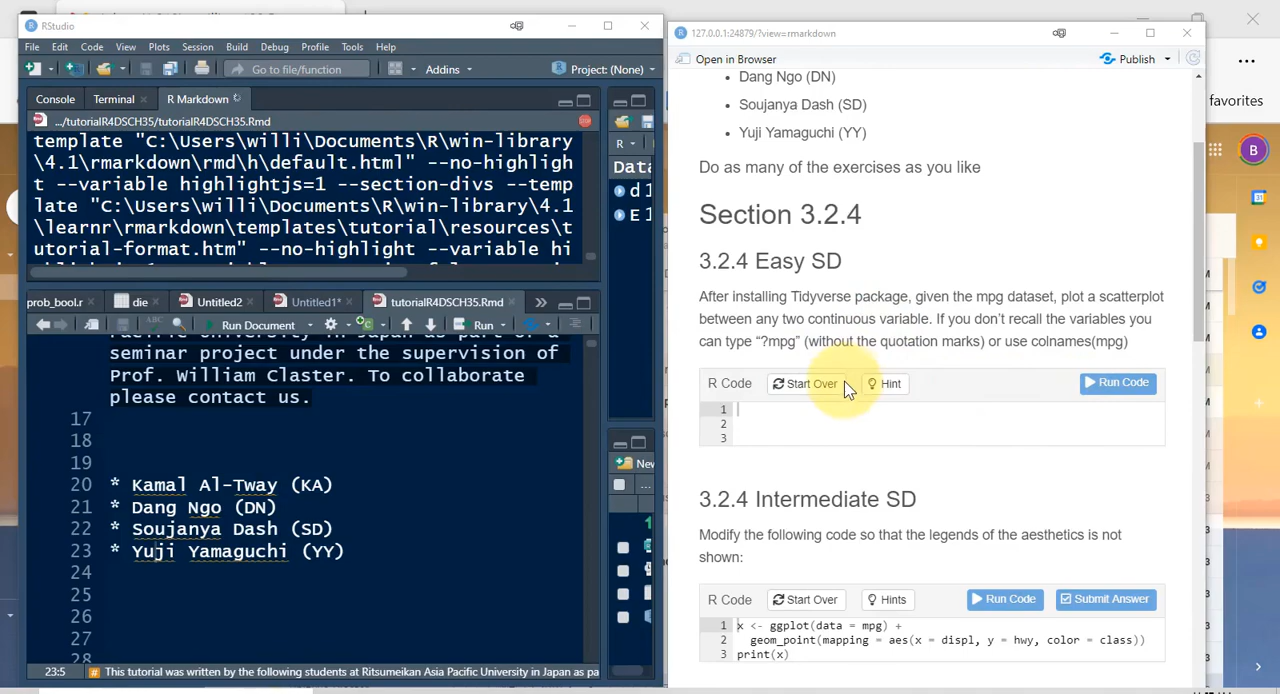 RStudio
File Edit Code View Plots Session Build Debug Profile Tools Help
Go to file/function
Addins
Project: (None)
Console Terminal R Markdown
.../tutorialR4DSCH35/tutorialR4DSCH35.Rmd
template "C:\Users\willi\Documents\R\win-library
\4.1\rmarkdown\rmd\h\default.html" --no-highligh
t --variable highlightjs=1 --section-divs --temp
late "C:\Users\willi\Documents\R\win-library\4.1
\learnr\rmarkdown\templates\tutorial\resources\t
utorial-format.htm" --no-highlight --variable hi
R
Data
d 1
E 1
prob_bool.r die Untitled2 Untitled1* tutorialR4DSCH35.Rmd
ABC Run Document Run
seminar project under the supervision of
Prof. William Claster. To collaborate
please contact us.
17
18
19
20 * Kamal Al-Tway (KA)
21 * Dang Ngo (DN)
22 * Soujanya Dash (SD)
23 * Yuji Yamaguchi (YY)
24
25
26
27
28
New
...
23:5 # This tutorial was written by the following students at Ritsumeikan Asia Pacific University in Japan as pa
127.0.0.1:24879/?view=rmarkdown
Open in Browser
Publish
• Dang Ngo (DN)
• Soujanya Dash (SD)
• Yuji Yamaguchi (YY)
Do as many of the exercises as you like
Section 3.2.4
3.2.4 Easy SD
After installing Tidyverse package, given the mpg dataset, plot a scatterplot
between any two continuous variable. If you don't recall the variables you
can type "?mpg" (without the quotation marks) or use colnames(mpg)
R Code Start Over Hint Run Code
1
2
3
3.2.4 Intermediate SD
Modify the following code so that the legends of the aesthetics is not
shown:
R Code Start Over Hints Run Code Submit Answer
1 x <- ggplot(data = mpg) +
2 geom_point(mapping = aes(x = displ, y = hwy, color = class))
3 print(x)
favorites
B